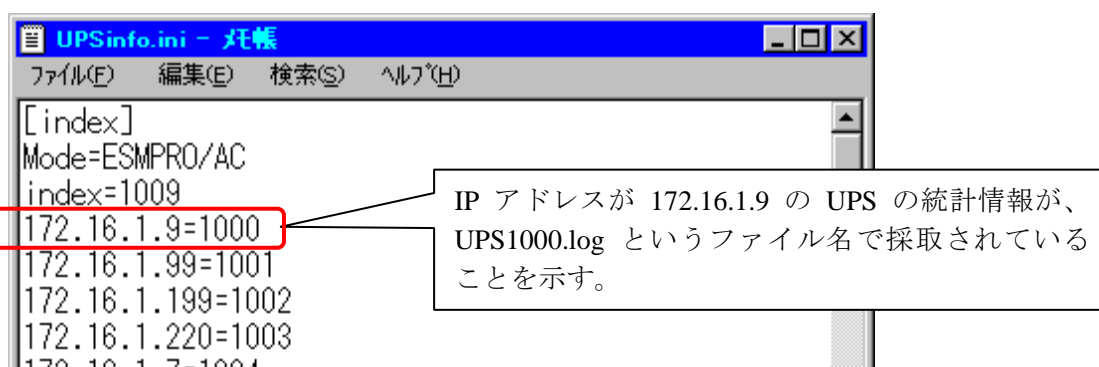 UPSinfo.ini - メモ帳
ファイル(F) 編集(E) 検索(S) ヘルプ(H)
[index]
Mode=ESMPRO/AC
index=1009
172.16.1.9=1000
172.16.1.99=1001
172.16.1.199=1002
172.16.1.220=1003
IP アドレスが 172.16.1.9 の UPS の統計情報が、
UPS1000.log というファイル名で採取されている
ことを示す。